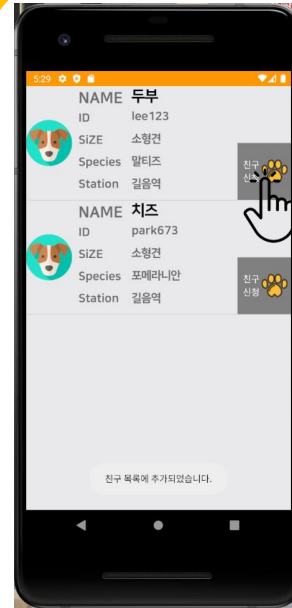 5:29
NAME 두부
ID lee123
SiZE 소형견
Species 말티즈
Station 길음역
친구
신청
NAME 치즈
ID park673
SiZE 소형견
Species 포메라니안
Station 길음역
친구
신청
친구 목록에 추가되었습니다.